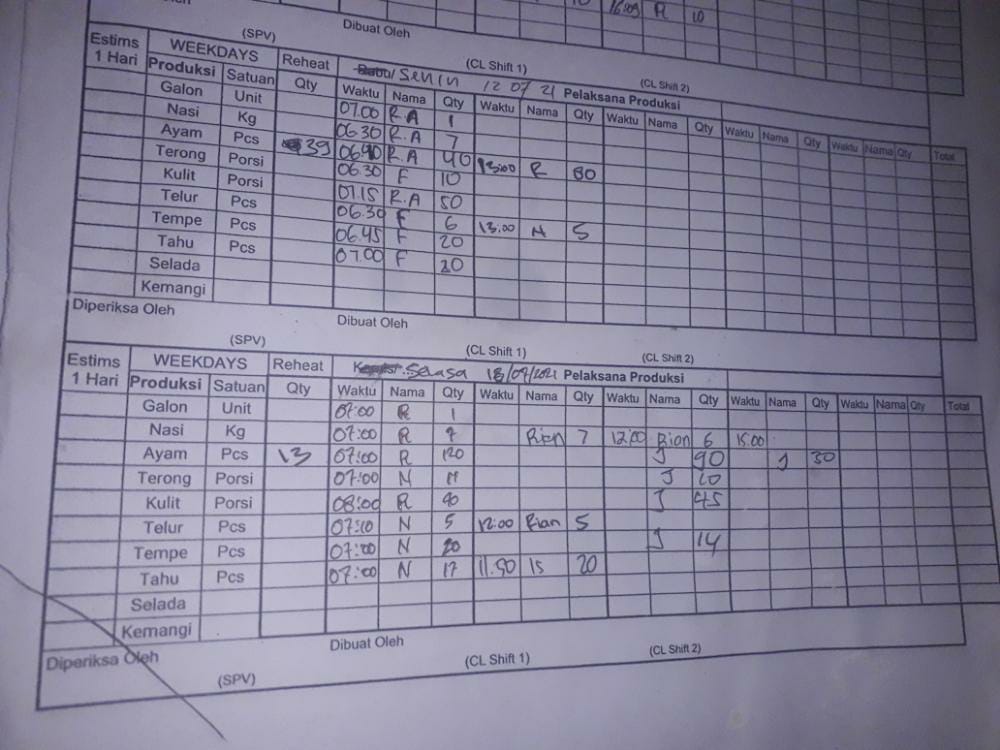 16.00 R 10
Dibuat Oleh
(SPV) (CL Shift 1) (CL Shift 2)
Estims 1 Hari WEEKDAYS Reheat Senin 12 07 21 Pelaksana Produksi
Produksi Satuan Qty Waktu Nama Qty Waktu Nama Qty Waktu Nama Qty Waktu Nama Qty Waktu Nama Qty Total
Galon Unit 07.00 R.A 1
Nasi Kg 06.30 R.A 7
Ayam Pcs 39 R.A 40 13:00 R 80
Terong Porsi 06.30 F 10
Kulit Porsi 07.15 R.A 50
Telur Pcs 06.30 F 6 13.00 N 5
Tempe Pcs 06.45 F 20
Tahu Pcs 07.00 F 20
Selada
Kemangi
Diperiksa Oleh Dibuat Oleh
(SPV) (CL Shift 1) (CL Shift 2)
Estims 1 Hari WEEKDAYS Reheat Selasa Pelaksana Produksi
Produksi Satuan Qty Waktu Nama Qty Waktu Nama Qty Waktu Nama Qty Waktu Nama Qty Waktu Nama Qty Total
Galon Unit 07:00 R 1
Nasi Kg 07:00 R Rian 7 12.00 Rian 6 15.00
Ayam Pcs 13 07:00 R 120 J 90 J 30
Terong Porsi 07:00 N 11 J 10
Kulit Porsi 08:00 R 40 J 45
Telur Pcs 07:10 N 5 12:00 Rian 5
Tempe Pcs 07:00 N 20 J 14
Tahu Pcs 07:00 N 17 11.50 15 20
Selada
Kemangi
Diperiksa Oleh Dibuat Oleh
(SPV) (CL Shift 1) (CL Shift 2)